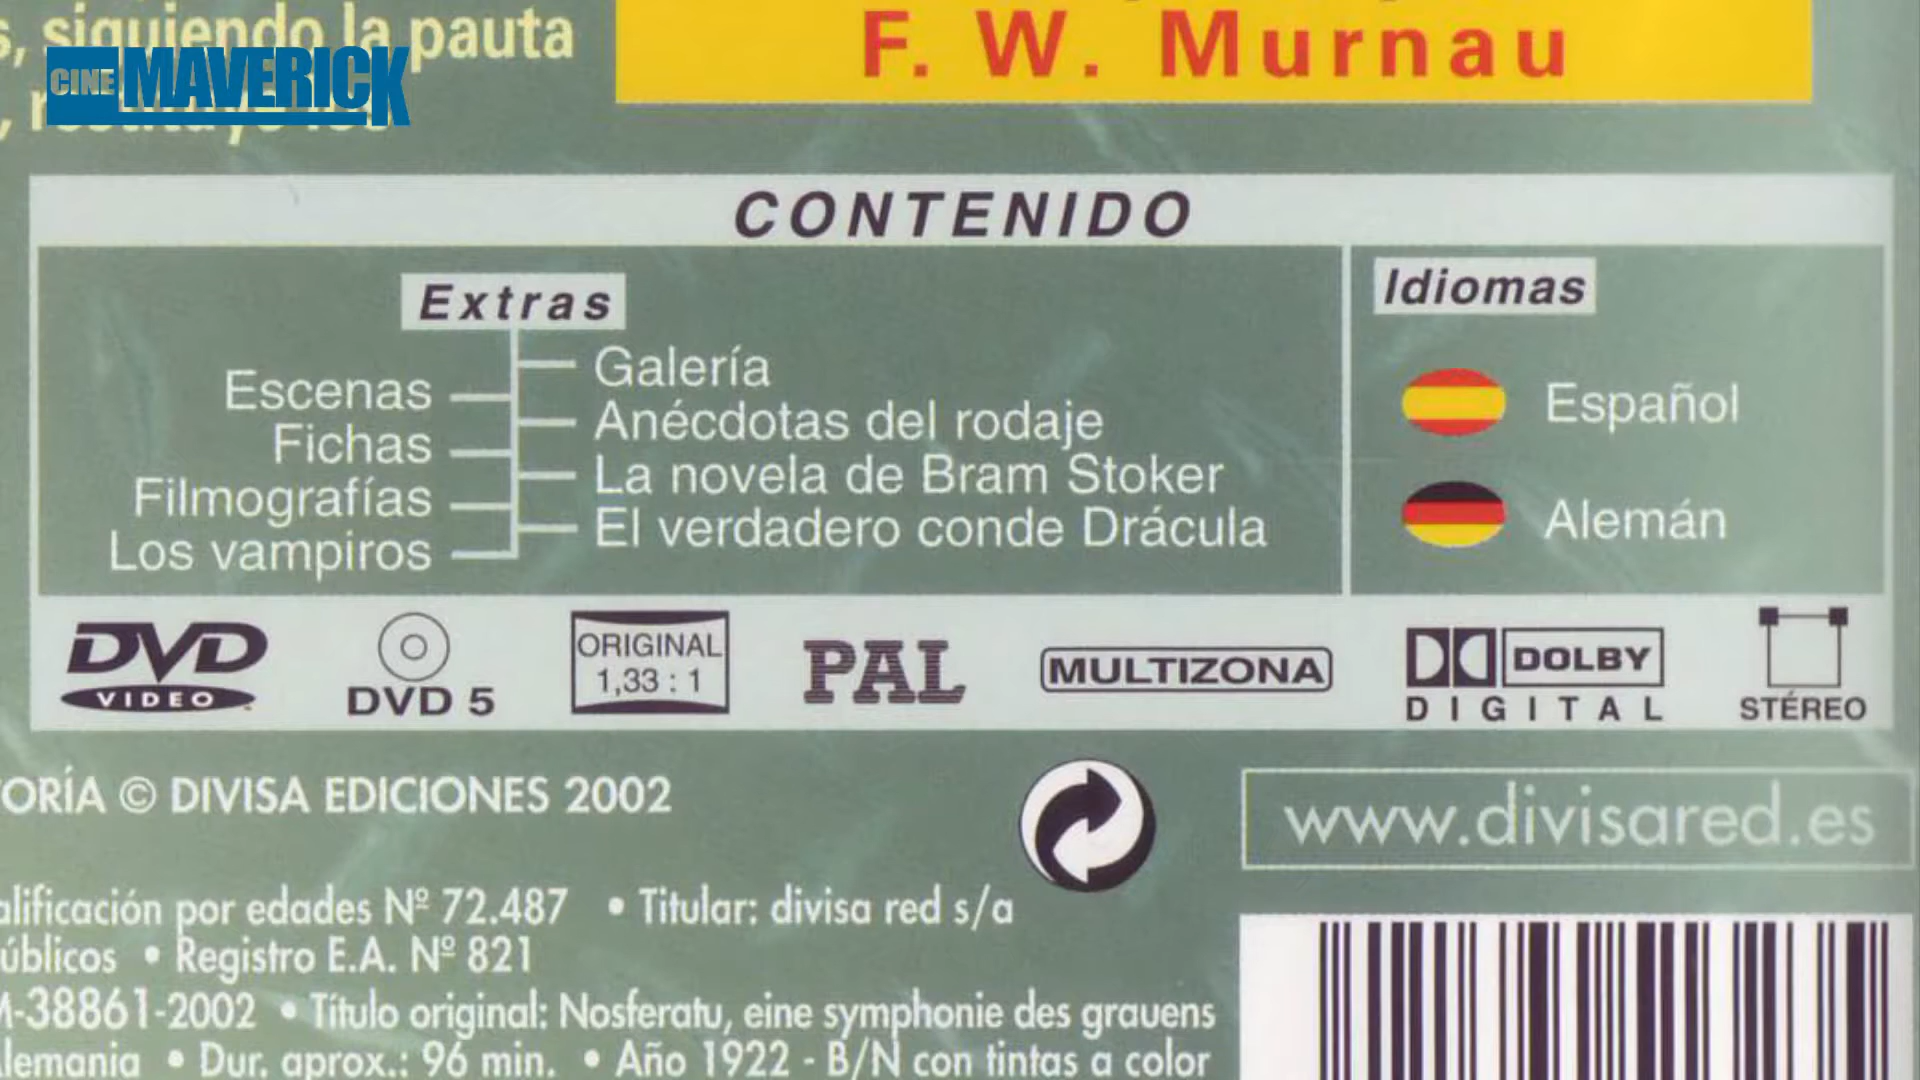 siguiendo la pauta
CINE MAVERICK
F. W. Murnau
CONTENIDO
Extras
Escenas
Fichas
Filmografías
Los vampiros
Galería
Anécdotas del rodaje
La novela de Bram Stoker
El verdadero conde Drácula
Idiomas
Español
Alemán
DVD VIDEO
DVD 5
ORIGINAL
1,33 : 1
PAL
MULTIZONA
DOLBY
DIGITAL
STÉREO
ORÍA © DIVISA EDICIONES 2002
www.divisared.es
alificación por edades Nº 72.487 • Titular: divisa red s/a
úblicos • Registro E.A. Nº 821
M-38861-2002 • Título original: Nosferatu, eine symphonie des grauens
lemania • Dur. aprox.: 96 min. • Año 1922 - B/N con tintas a color